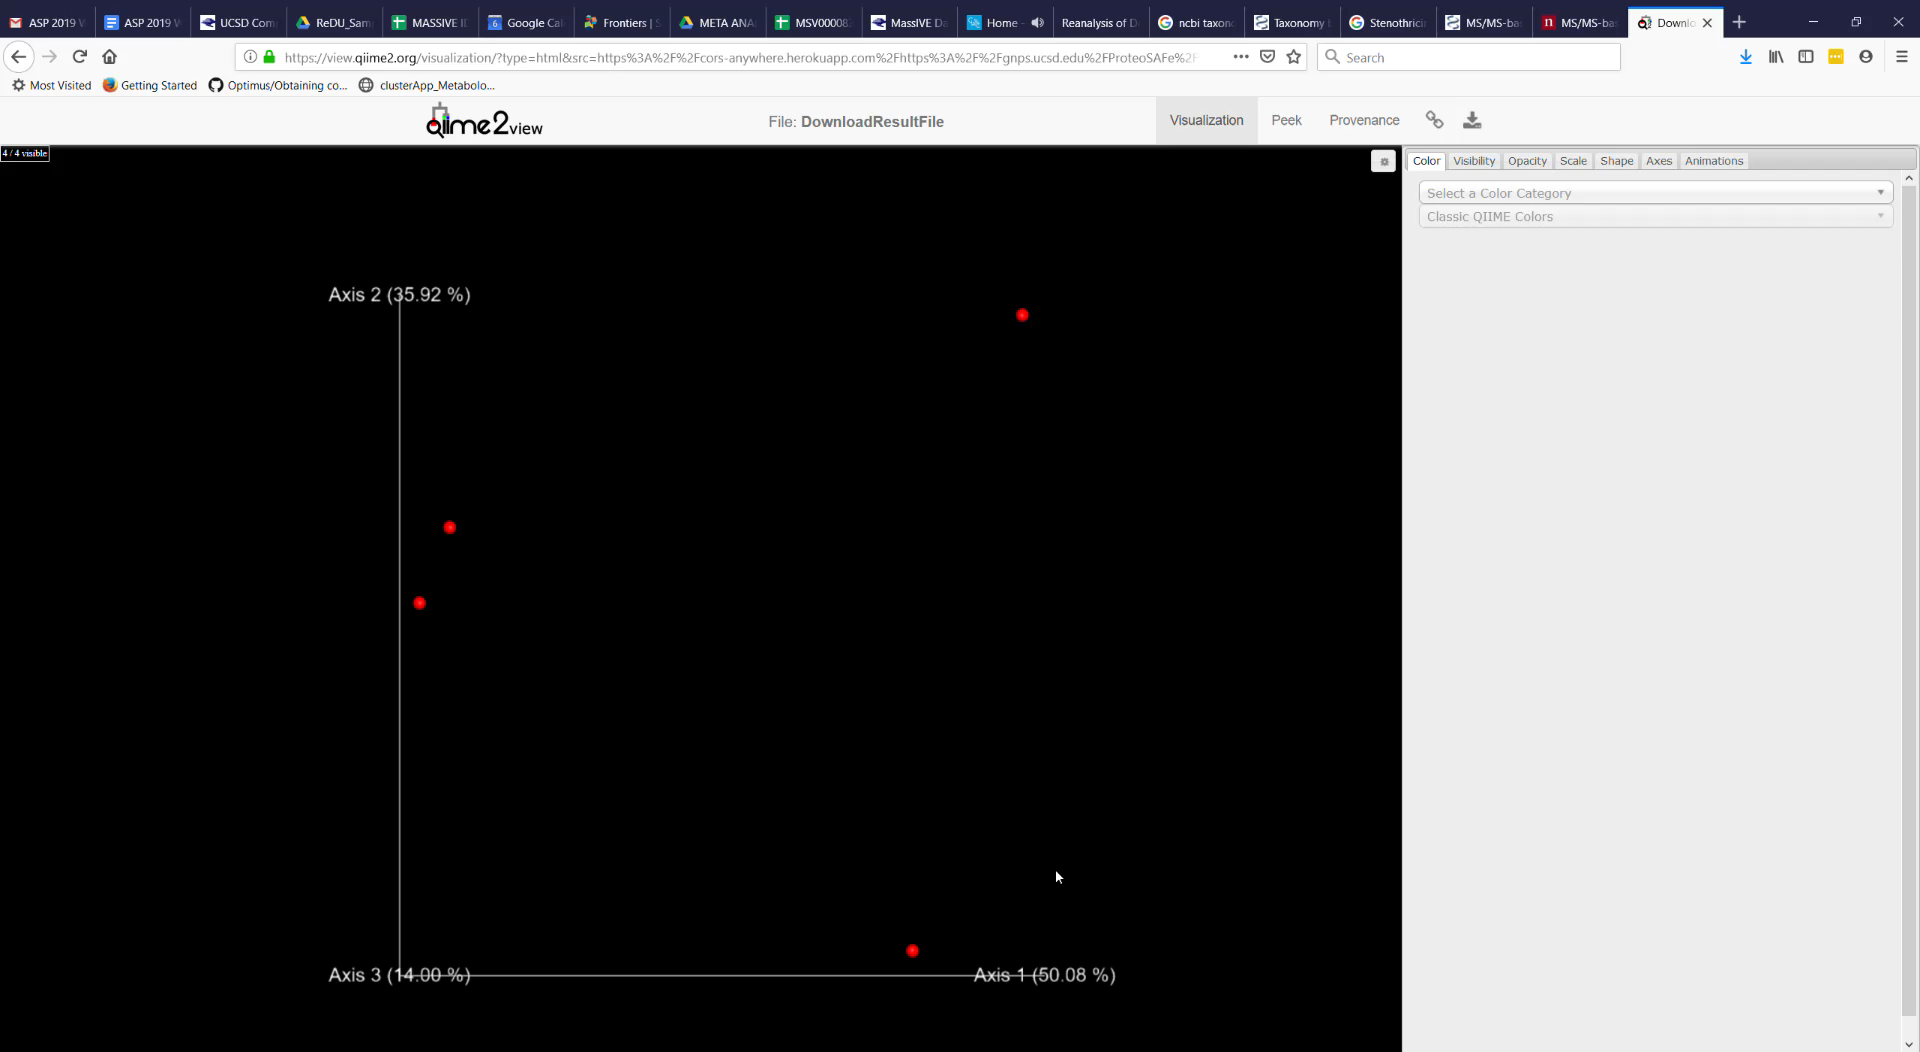 ASP 2019 W
ASP 2019 W
UCSD Com
ReDU_Sam
MASSIVE ID
Google Cal
Frontiers | S
META ANA
MSV00008
MassIVE Da
Home -
Reanalysis of D
ncbi taxono
Taxonomy
Stenothrici
MS/MS-ba
MS/MS-bas
Downlo
https://view.qiime2.org/visualization/?type=html&src=https%3A%2F%2Fcors-anywhere.herokuapp.com%2Fhttps%3A%2F%2Fgnps.ucsd.edu%2FProteoSAFe%2F
Search
Most Visited
Getting Started
Optimus/Obtaining co...
clusterApp_Metabolo...
qiime2view
File: DownloadResultFile
Visualization
Peek
Provenance
4 / 4 visible
Color
Visibility
Opacity
Scale
Shape
Axes
Animations
Select a Color Category
Classic QIIME Colors
Axis 2 (35.92 %)
Axis 3 (14.00 %)
Axis 1 (50.08 %)